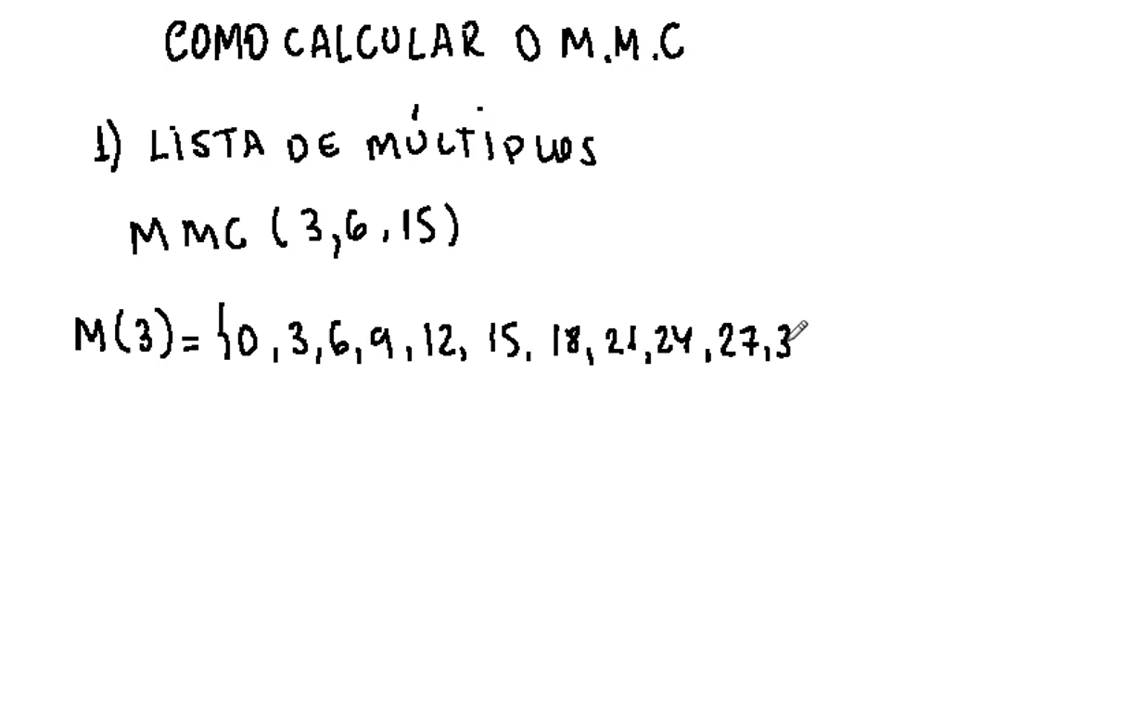 COMO CALCULAR O M.M.C
1) LISTA DE MÚLTIPLOS
MMC (3,6,15)
M(3) = {0, 3, 6, 9, 12, 15, 18, 21, 24, 27, 3